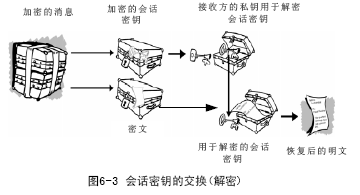 加密的消息
加密的会话
密钥
接收方的私钥用于解密
会话密钥
密文
用于解密的会话
密钥
恢复后的明文
图6-3 会话密钥的交换(解密)